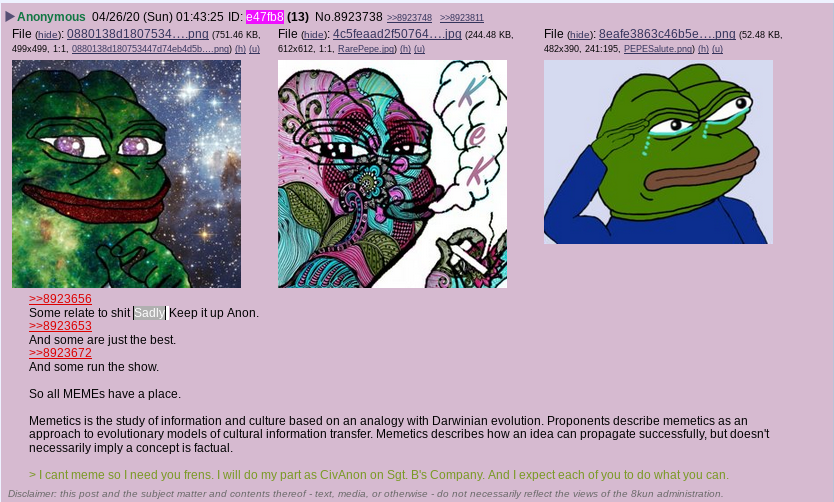 ▶Anonymous 04/26/20 (Sun) 01:43:25 ID: e47fb8 (13) No.8923738 >>8923748 >>8923811
File (hide): 0880138d1807534….png (751.46 KB, 499x499, 1:1, 0880138d180753447d74eb4d5b….png) (h) (u)
File (hide): 4c5feaad2f50764….jpg (244.48 KB, 612x612, 1:1, RarePepe.jpg) (h) (u)
File (hide): 8eafe3863c46b5e….png (52.48 KB, 482x390, 241:195, PEPESalute.png) (h) (u)
K
e
K
>>8923656
Some relate to shit Sadly Keep it up Anon.
>>8923653
And some are just the best.
>>8923672
And some run the show.
So all MEMEs have a place.
Memetics is the study of information and culture based on an analogy with Darwinian evolution. Proponents describe memetics as an
approach to evolutionary models of cultural information transfer. Memetics describes how an idea can propagate successfully, but doesn't
necessarily imply a concept is factual.
> I cant meme so I need you frens. I will do my part as CivAnon on Sgt. B's Company. And I expect each of you to do what you can.
Disclaimer: this post and the subject matter and contents thereof - text, media, or otherwise - do not necessarily reflect the views of the 8kun administration.